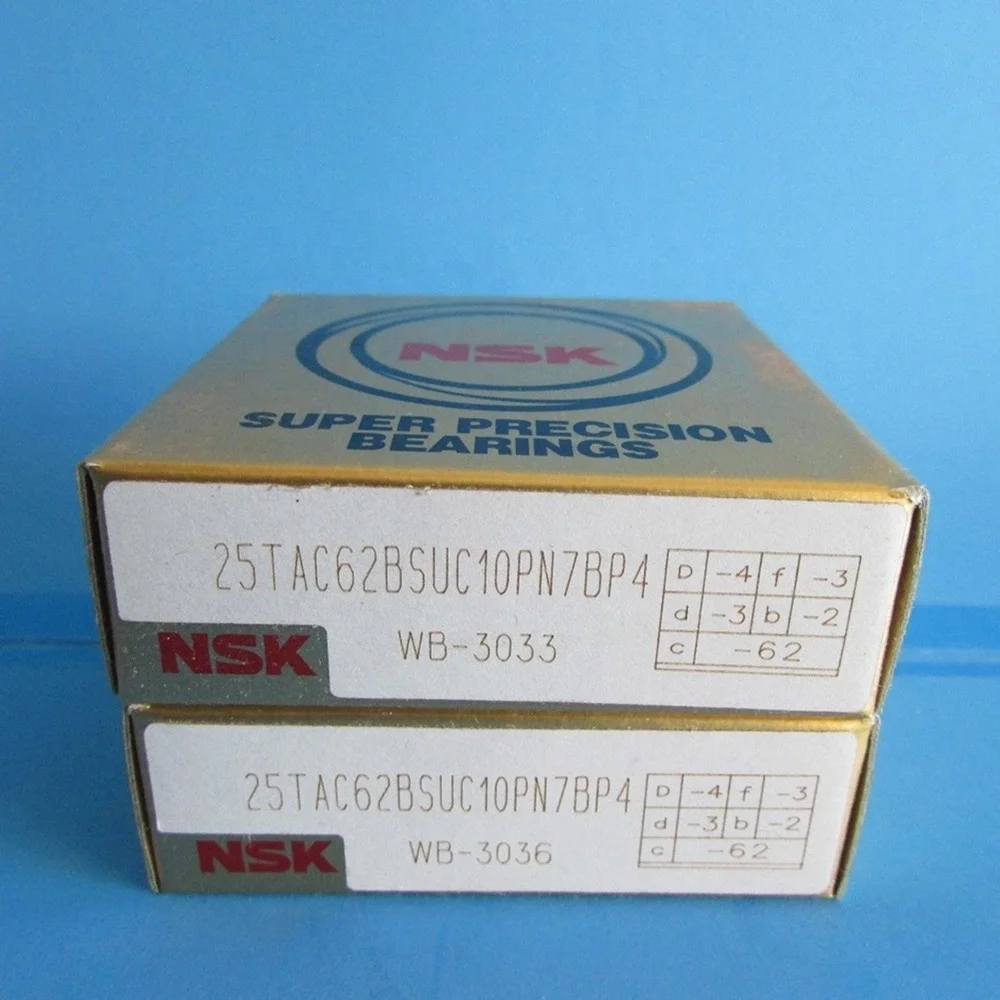 NSK
SUPER PRECISION
BEARINGS
25TAC62BSUC10PN7BP4
WB-3033
NSK
D -4 f -3
d -3 b -2
c -62
25TAC62BSUC10PN7BP4
WB-3036
NSK
D -4 f -3
d -3 b -2
c -62